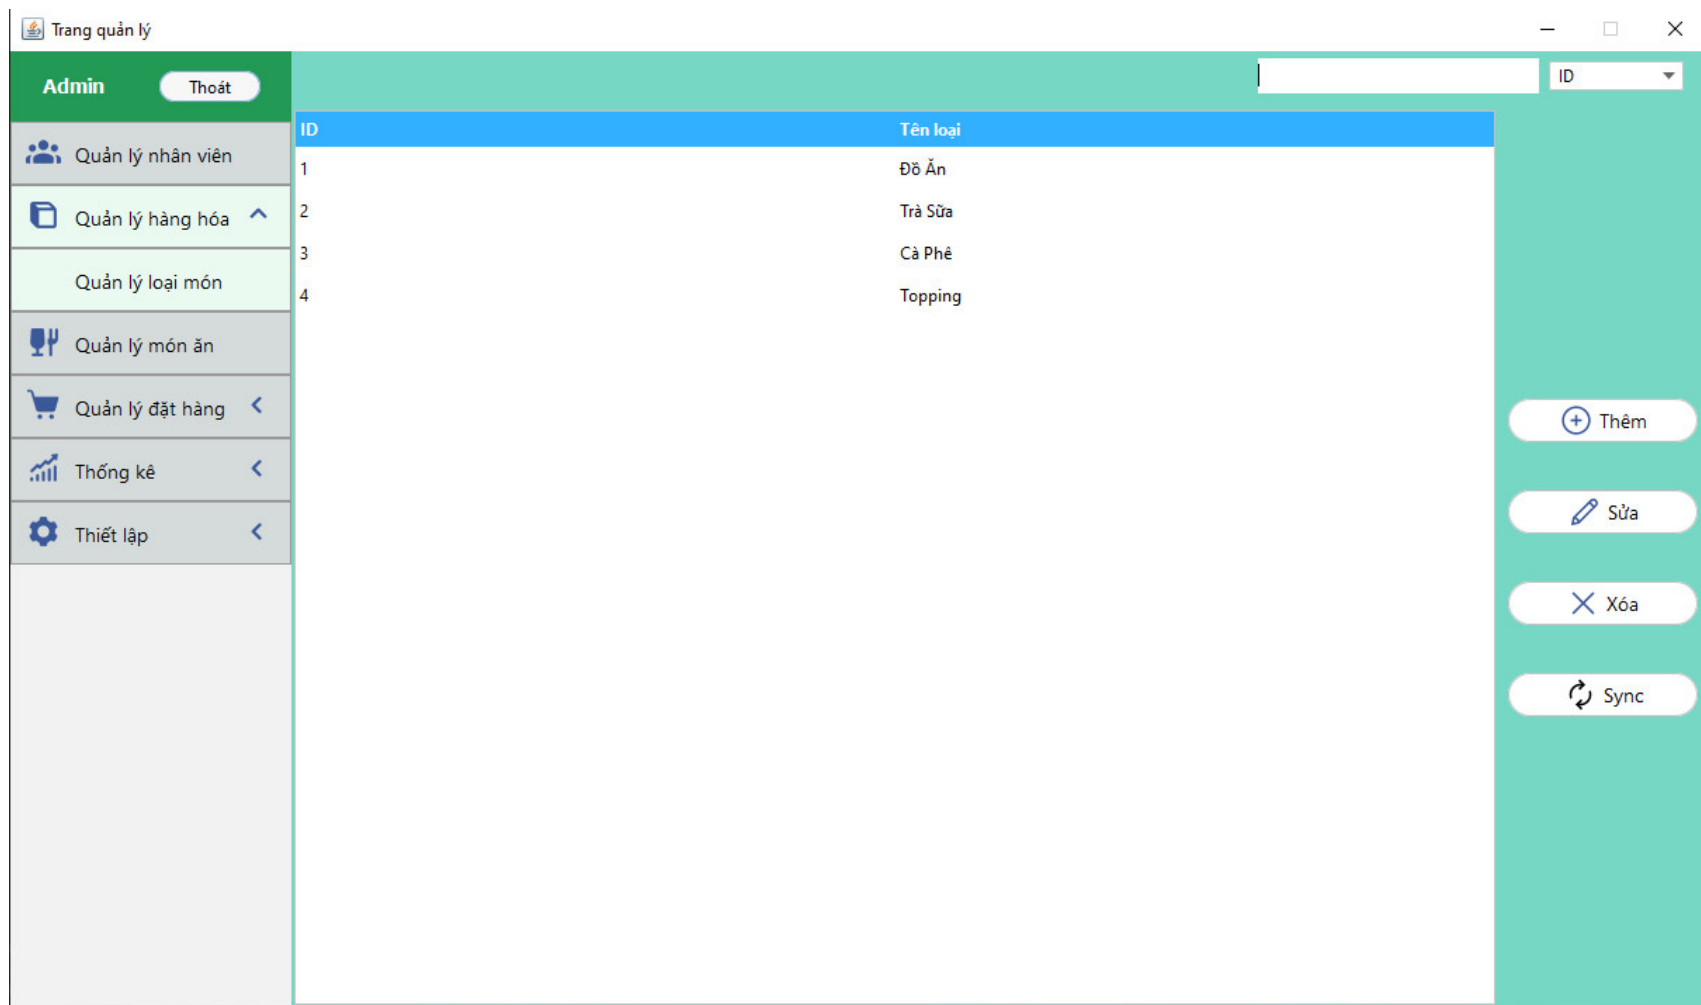 Trang quản lý
Admin
Thoát
ID
Quản lý nhân viên
Quản lý hàng hóa
Quản lý loại món
Quản lý món ăn
Quản lý đặt hàng
Thống kê
Thiết lập
ID Tên loại
1 Đồ Ăn
2 Trà Sữa
3 Cà Phê
4 Topping
Thêm
Sửa
Xóa
Sync